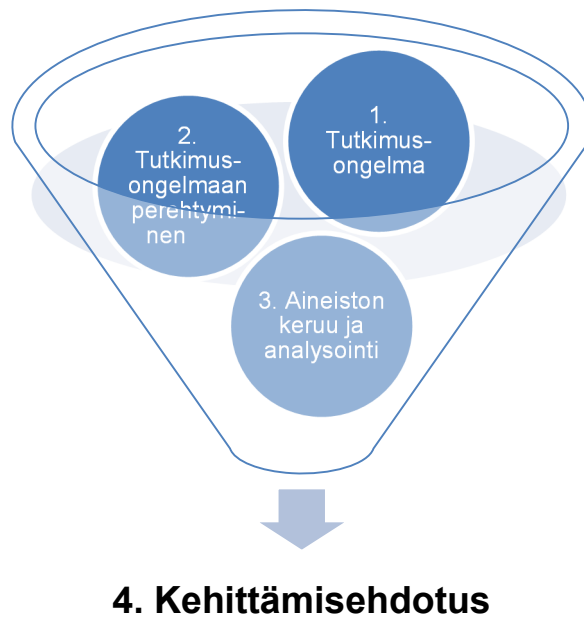 1.
Tutkimus-
ongelma
2.
Tutkimus-
ongelmaan
perehtymi-
nen
3. Aineiston
keruu ja
analysointi
4. Kehittämisehdotus